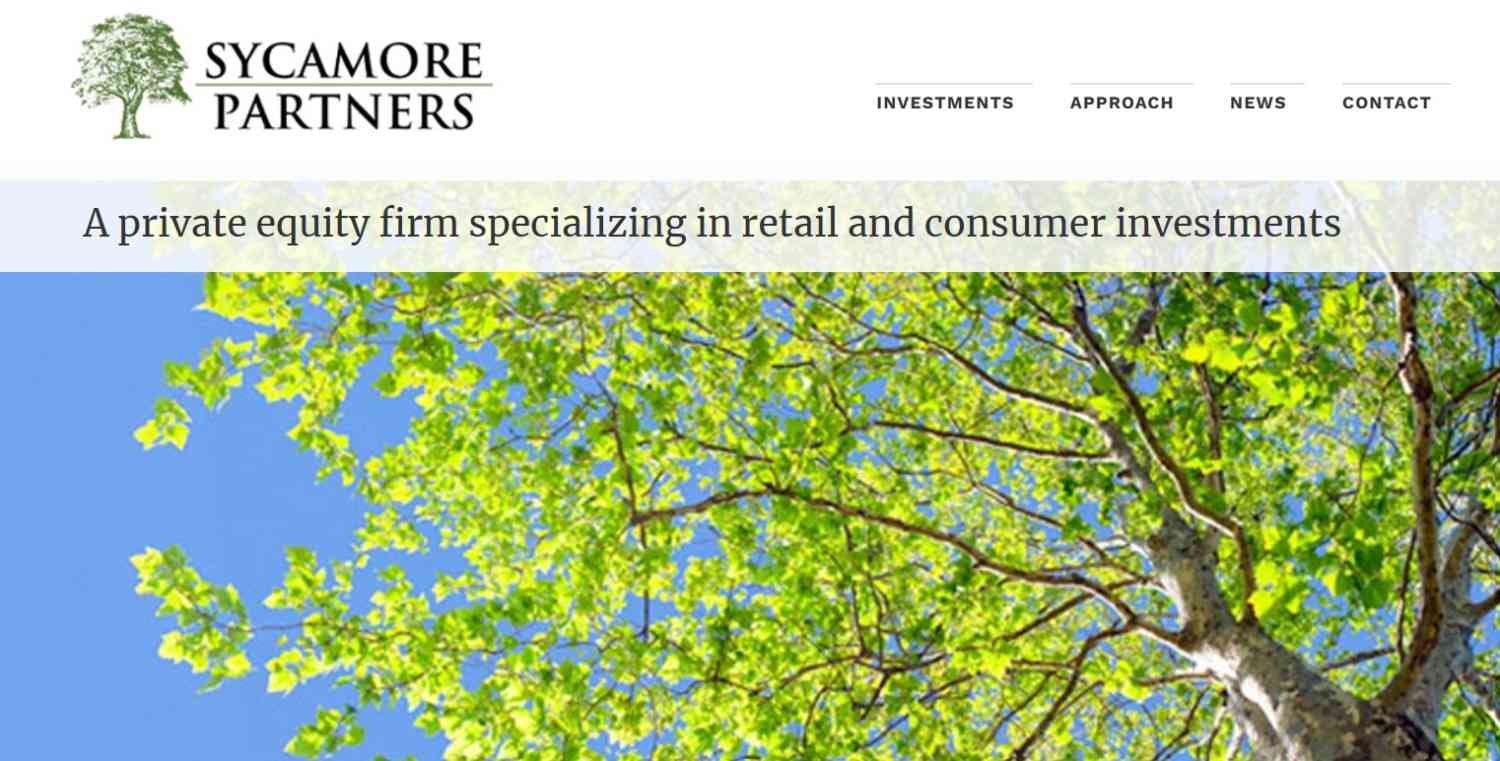 SYCAMORE
PARTNERS
INVESTMENTS APPROACH NEWS CONTACT
A private equity firm specializing in retail and consumer investments